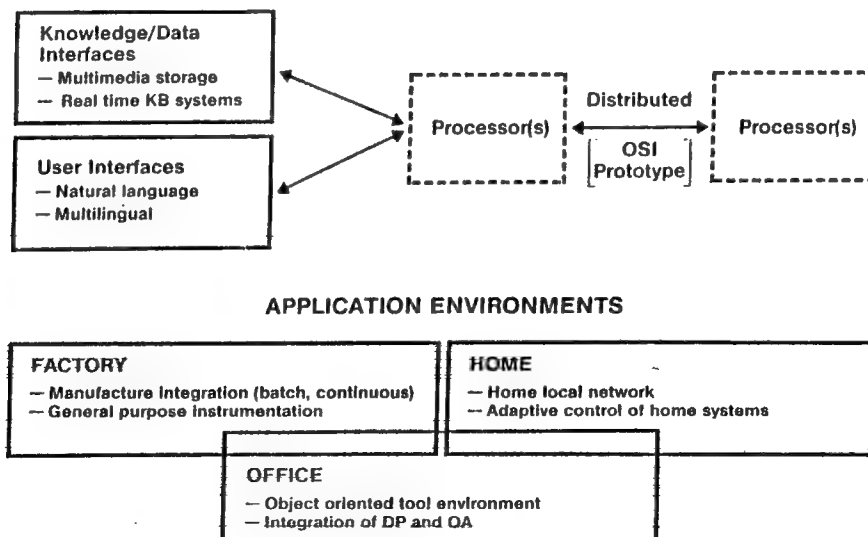 Knowledge/Data
Interfaces
— Multimedia storage
— Real time KB systems
User Interfaces
— Natural language
— Multilingual
Processor(s)
Distributed
OSI
Prototype
Processor(s)
APPLICATION ENVIRONMENTS
FACTORY
— Manufacture Integration (batch, continuous)
— General purpose instrumentation
HOME
— Home local network
— Adaptive control of home systems
OFFICE
— Object oriented tool environment
— Integration of DP and OA